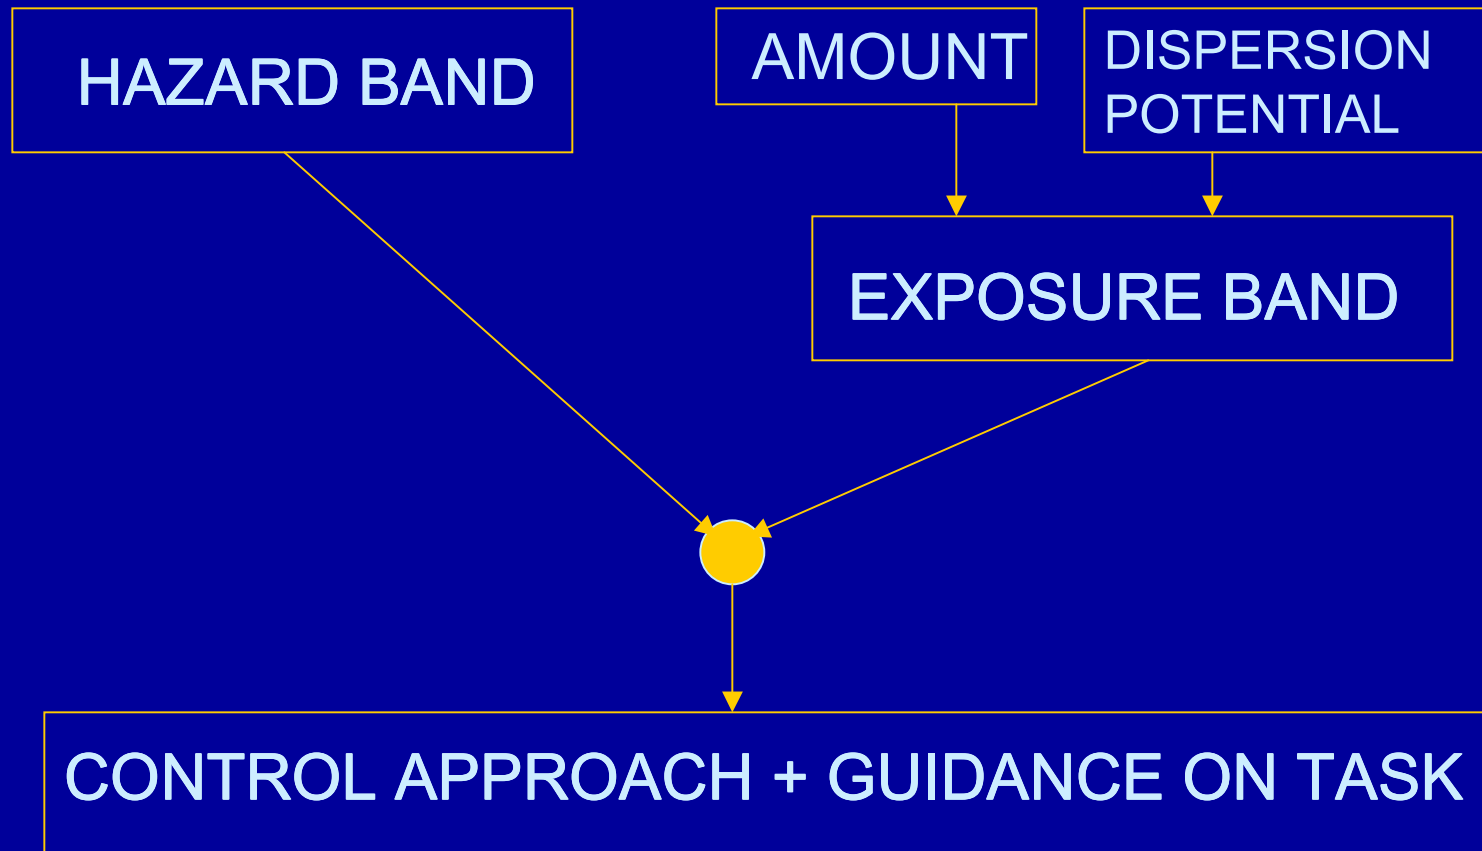 HAZARD BAND
AMOUNT
DISPERSION
POTENTIAL
EXPOSURE BAND
CONTROL APPROACH + GUIDANCE ON TASK